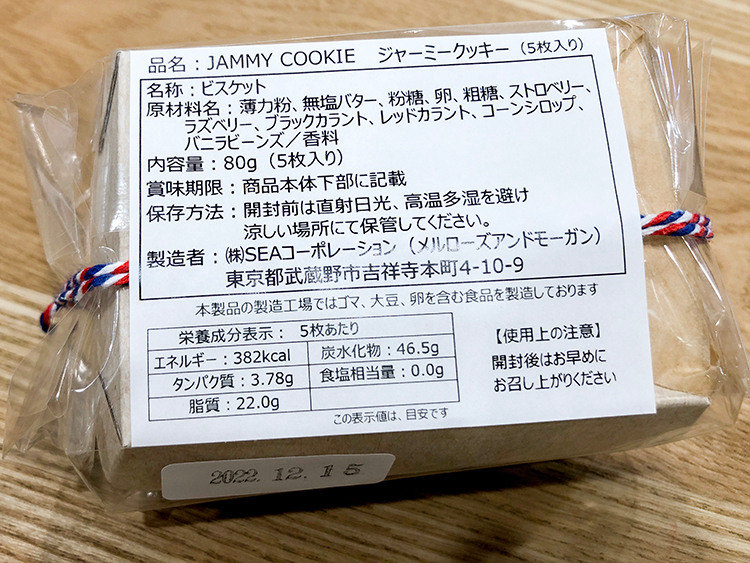 品名：JAMMY COOKIE　ジャーミークッキー（5枚入り）
名称：ビスケット
原材料名：薄力粉、無塩バター、粉糖、卵、粗糖、ストロベリー、
ラズベリー、ブラックカラント、レッドカラント、コーンシロップ、
バニラビーンズ／香料
内容量：80g（5枚入り）
賞味期限：商品本体下部に記載
保存方法：開封前は直射日光、高温多湿を避け
涼しい場所にて保管してください。
製造者：㈱SEAコーポレーション（メルローズアンドモーガン）
東京都武蔵野市吉祥寺本町4-10-9
本製品の製造工場ではゴマ、大豆、卵を含む食品を製造しております
栄養成分表示： 5枚あたり
エネルギー：382kcal
炭水化物：46.5g
タンパク質：3.78g
食塩相当量：0.0g
脂質：22.0g
この表示値は、目安です
【使用上の注意】
開封後はお早めに
お召し上がりください
2022.12.15